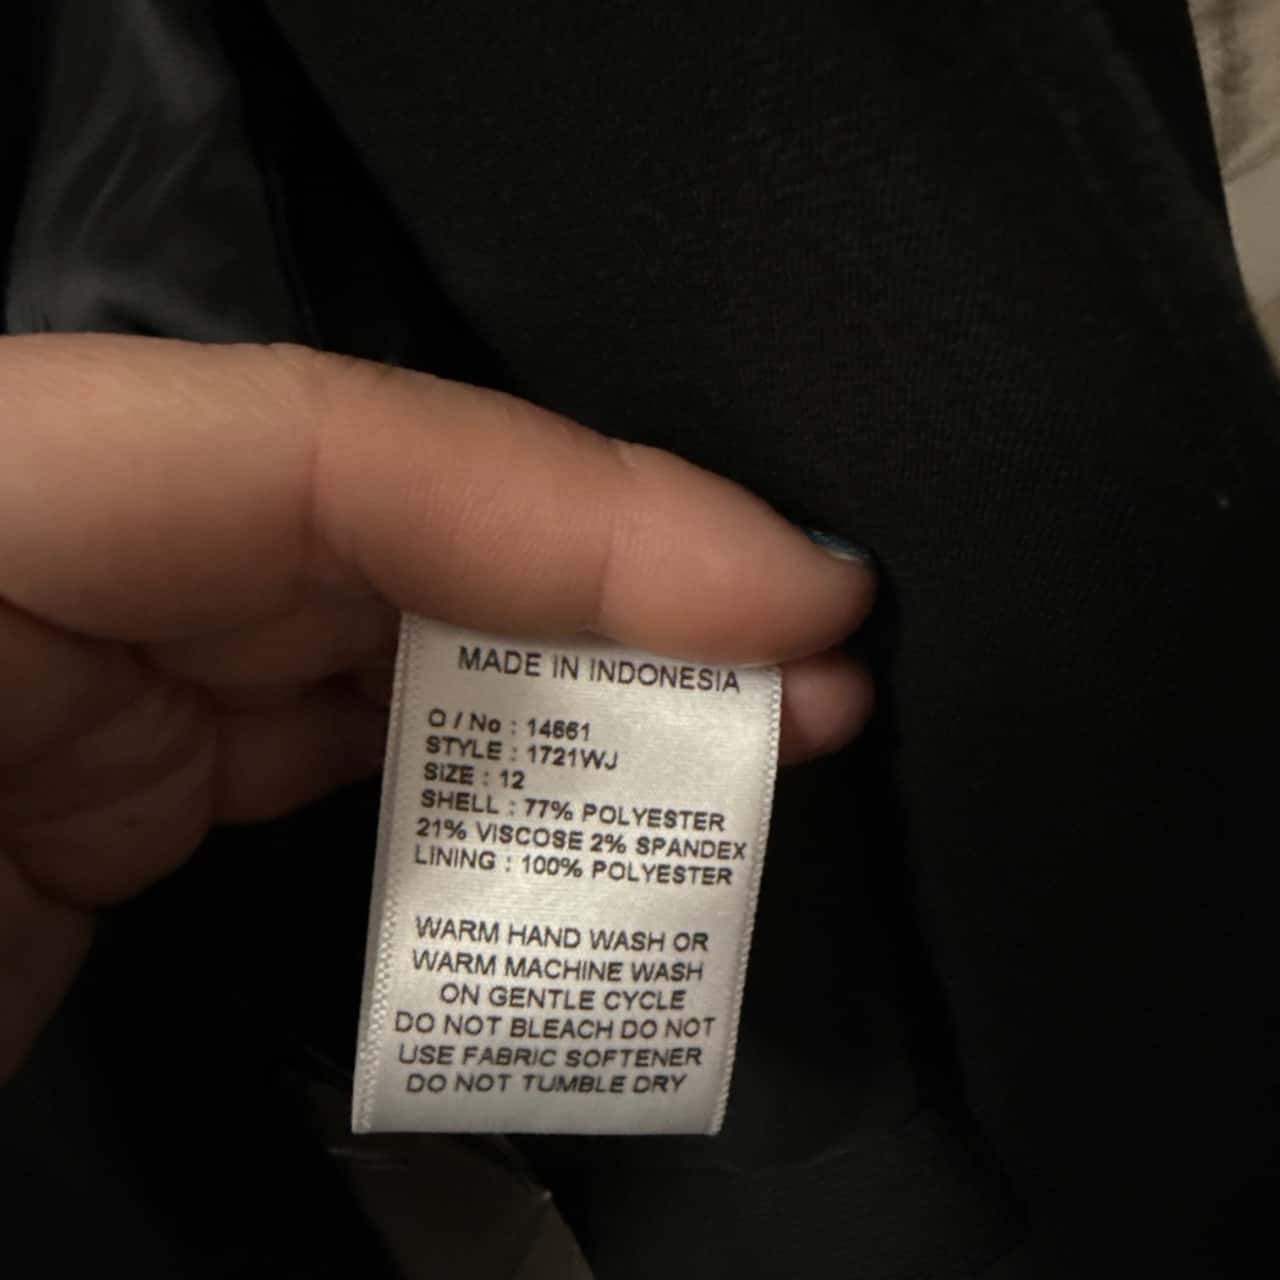 MADE IN INDONESIA
O / No : 14661
STYLE : 1721WJ
SIZE : 12
SHELL : 77% POLYESTER
21% VISCOSE 2% SPANDEX
LINING : 100% POLYESTER
WARM HAND WASH OR
WARM MACHINE WASH
ON GENTLE CYCLE
DO NOT BLEACH DO NOT
USE FABRIC SOFTENER
DO NOT TUMBLE DRY